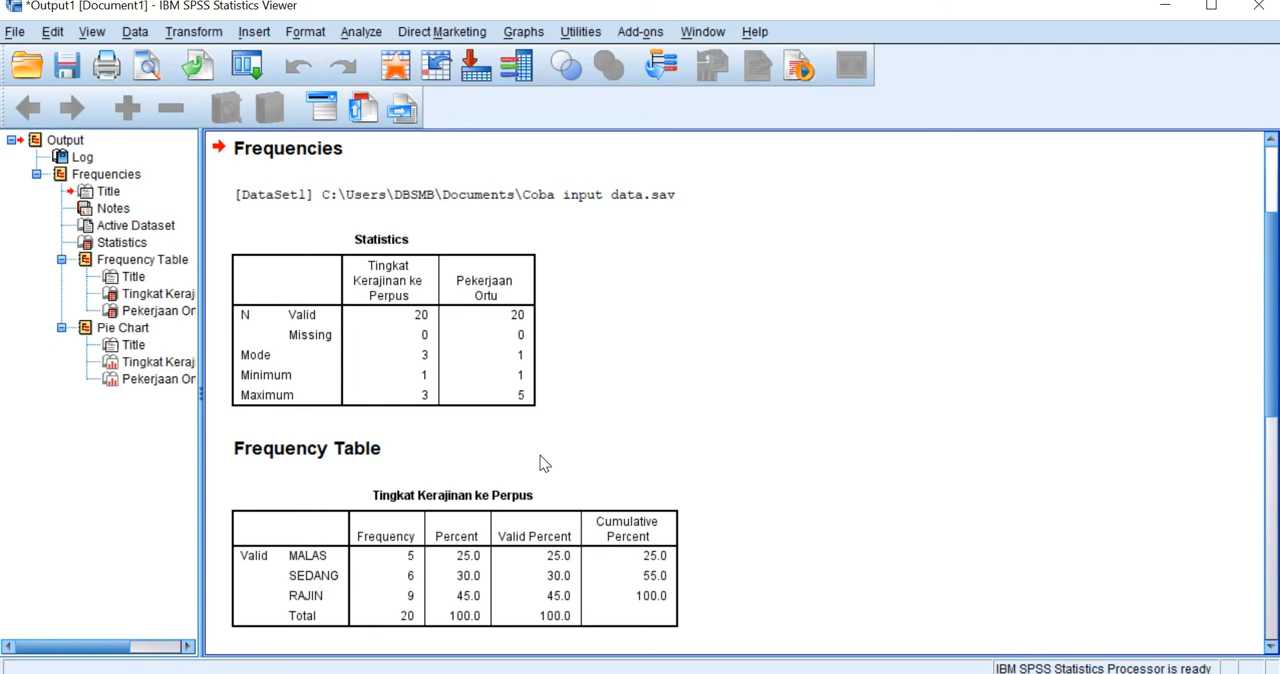 *Output1 [Document1] - IBM SPSS Statistics Viewer
File Edit View Data Transform Insert Format Analyze Direct Marketing Graphs Utilities Add-ons Window Help
Output
Log
Frequencies
Title
Notes
Active Dataset
Statistics
Frequency Table
Title
Tingkat Keraj
Pekerjaan Or
Pie Chart
Title
Tingkat Keraj
Pekerjaan Or
Frequencies
[DataSet1] C:\Users\DBSMB\Documents\Coba input data.sav
Statistics
Tingkat
Kerajinan ke
Perpus
Pekerjaan
Ortu
N Valid 20 20
Missing 0 0
Mode 3 1
Minimum 1 1
Maximum 3 5
Frequency Table
Tingkat Kerajinan ke Perpus
Frequency Percent Valid Percent Cumulative
Percent
Valid MALAS 5 25.0 25.0 25.0
SEDANG 6 30.0 30.0 55.0
RAJIN 9 45.0 45.0 100.0
Total 20 100.0 100.0
IBM SPSS Statistics Processor is ready